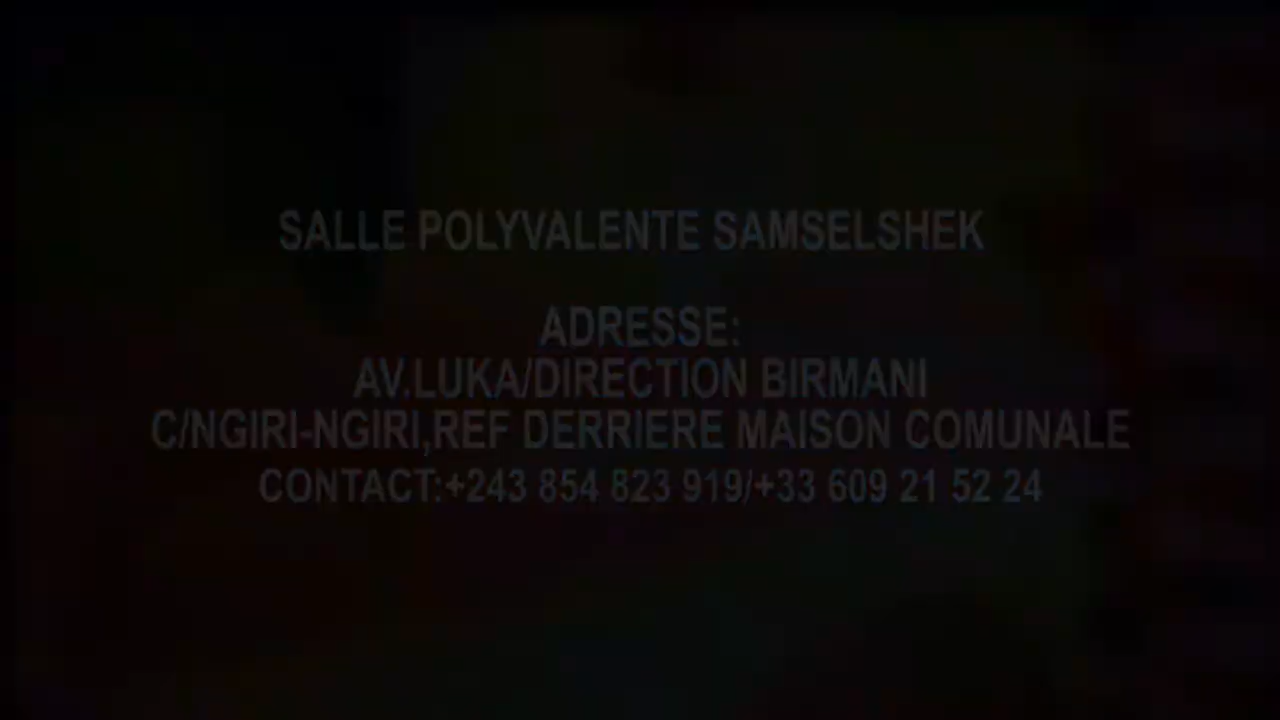 SALLE POLYVALENTE SAMSELSHEK
ADRESSE:
AV.LUKA/DIRECTION BIRMANI
C/NGIRI-NGIRI,REF DERRIERE MAISON COMUNALE
CONTACT:+243 854 823 919/+33 609 21 52 24